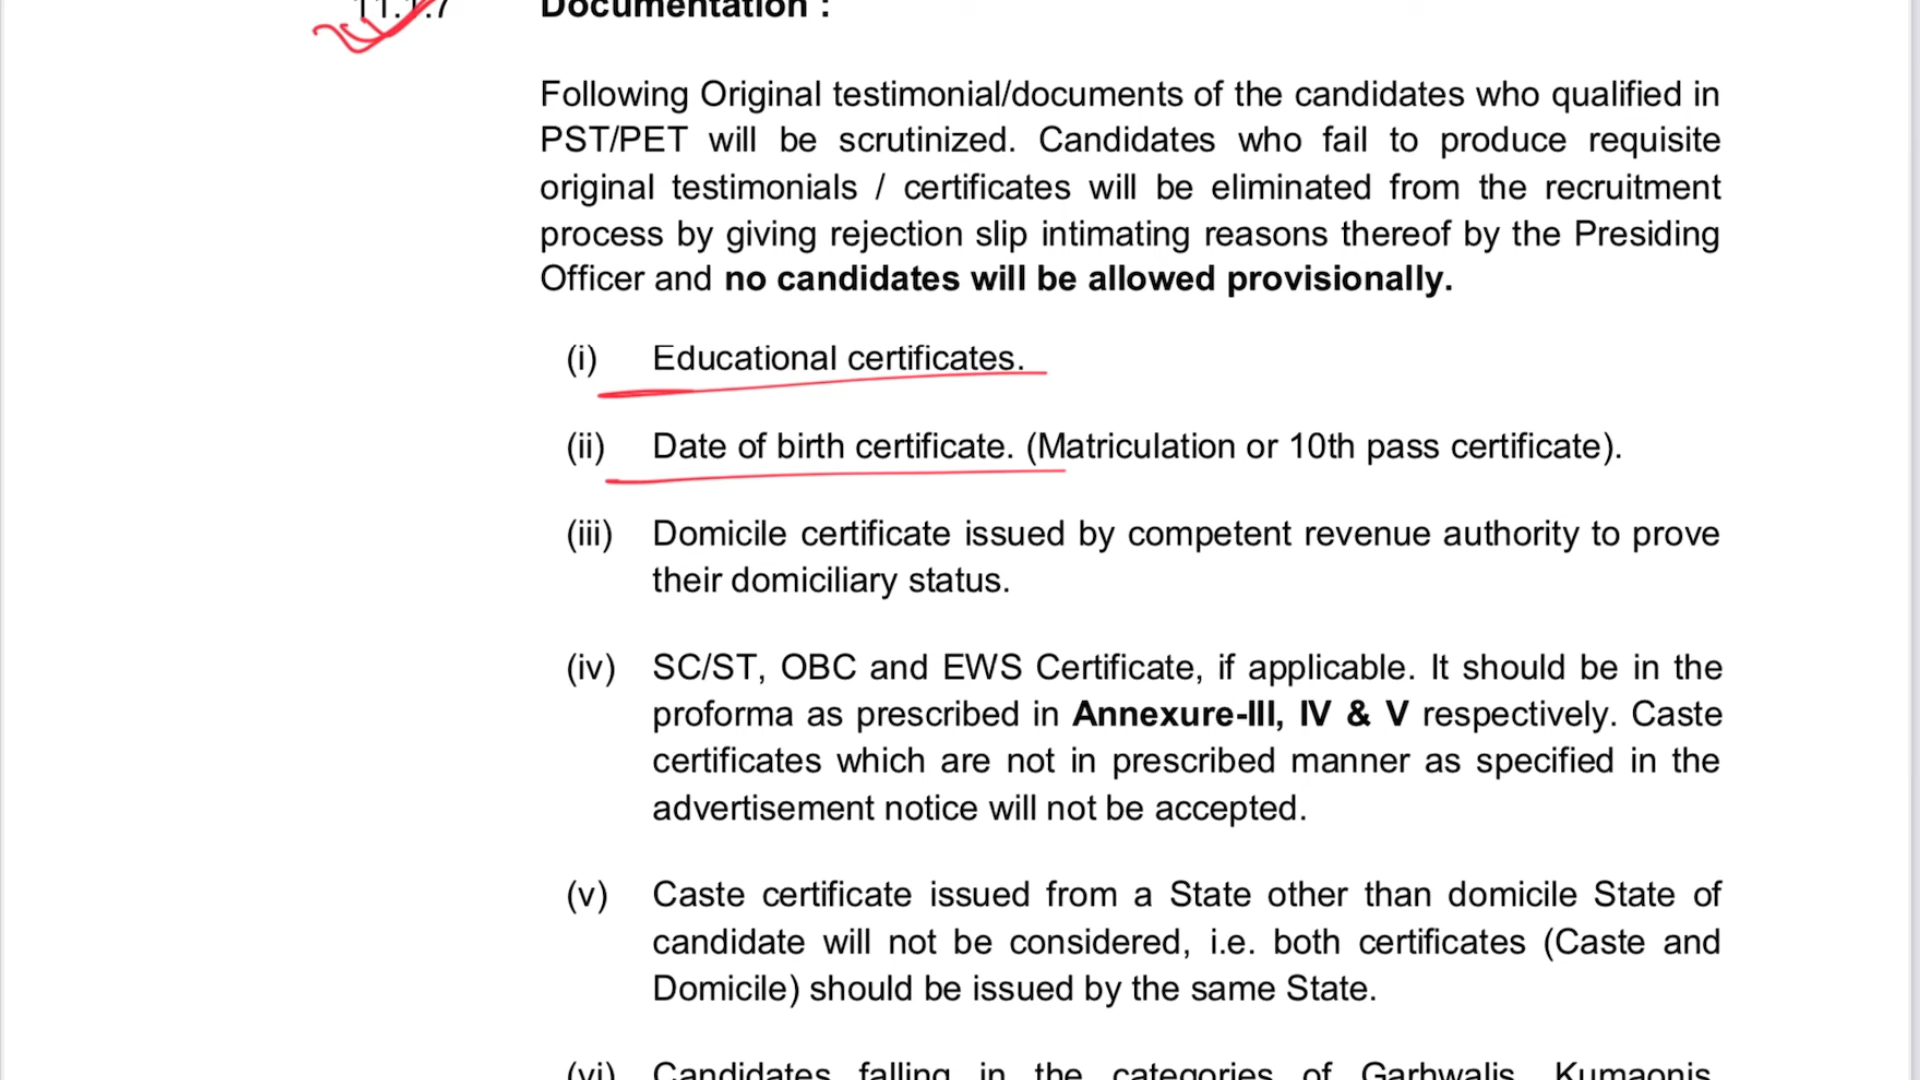 11.1.7 Documentation :
Following Original testimonial/documents of the candidates who qualified in
PST/PET will be scrutinized. Candidates who fail to produce requisite
original testimonials / certificates will be eliminated from the recruitment
process by giving rejection slip intimating reasons thereof by the Presiding
Officer and no candidates will be allowed provisionally.
(i) Educational certificates.
(ii) Date of birth certificate. (Matriculation or 10th pass certificate).
(iii) Domicile certificate issued by competent revenue authority to prove
their domiciliary status.
(iv) SC/ST, OBC and EWS Certificate, if applicable. It should be in the
proforma as prescribed in Annexure-III, IV & V respectively. Caste
certificates which are not in prescribed manner as specified in the
advertisement notice will not be accepted.
(v) Caste certificate issued from a State other than domicile State of
candidate will not be considered, i.e. both certificates (Caste and
Domicile) should be issued by the same State.
(vi) Candidates falling in the categories of Garhwalis, Kumaonis,